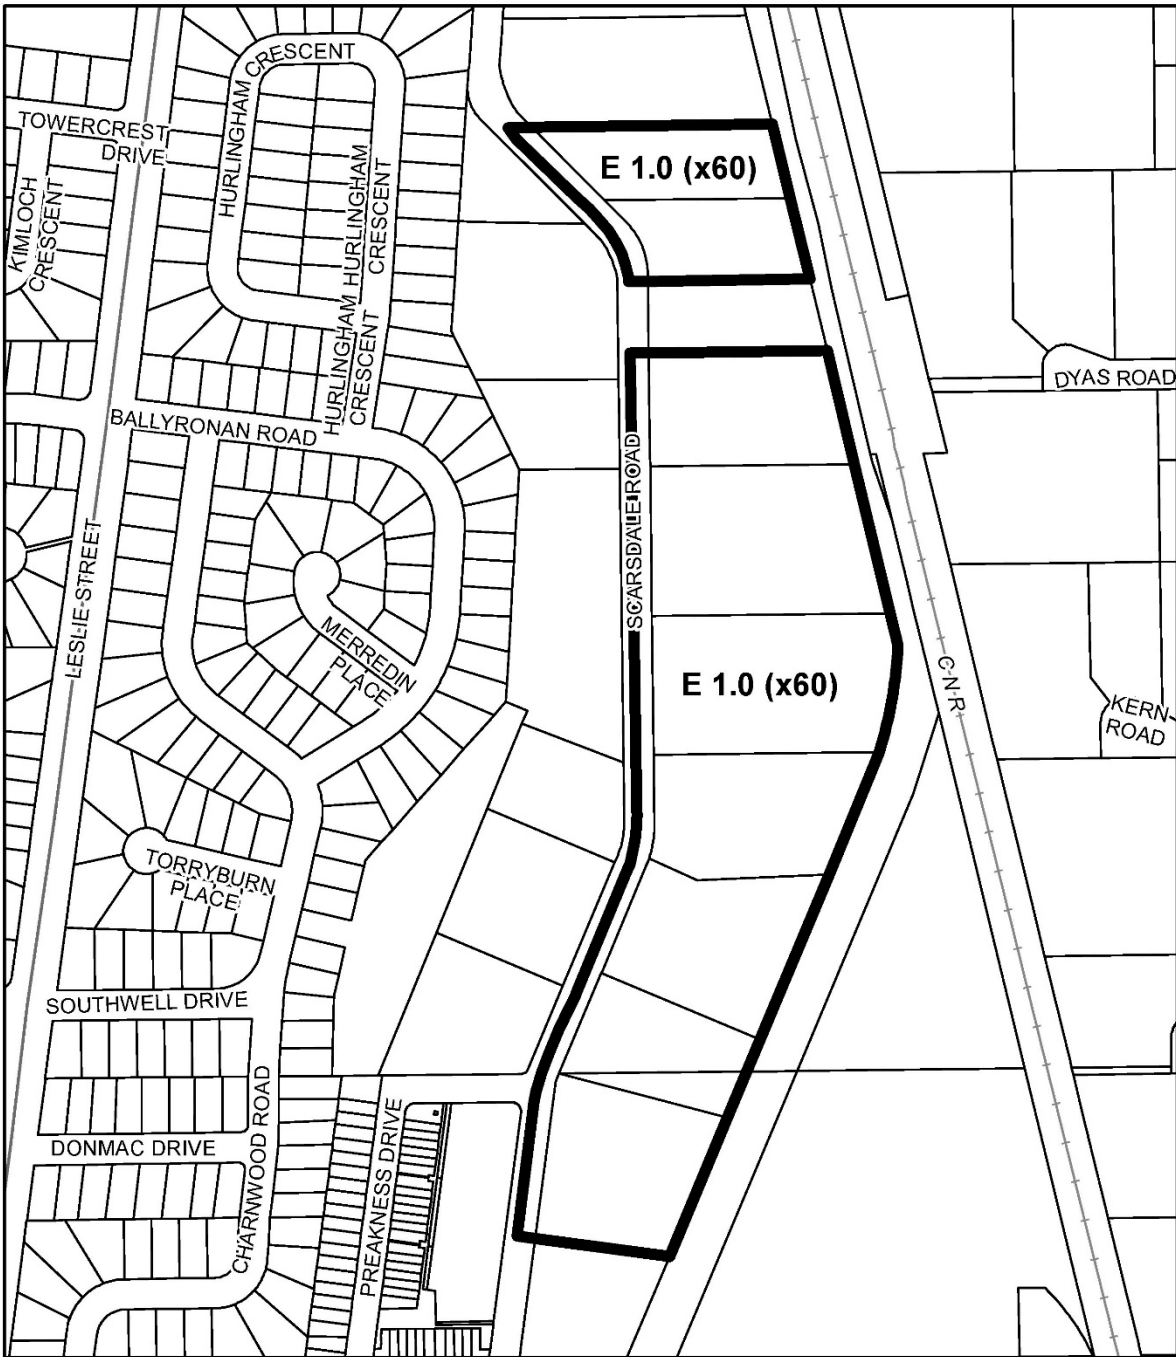 HURLINGHAM CRESCENT
TOWERCREST
DRIVE
E 1.0 (x60)
KIMLOCH
CRESCENT
HURLINGHAM
CRESCENT
HURLINGHAM
CRESCENT
DYAS ROAD
BALLYRONAN ROAD
SCARSDALE ROAD
LESLIE STREET
MERREDIN
PLACE
E 1.0 (x60)
C N R
KERN
ROAD
TORRYBURN
PLACE
SOUTHWELL DRIVE
DONMAC DRIVE
CHARNWOOD ROAD
PREAKNESS DRIVE